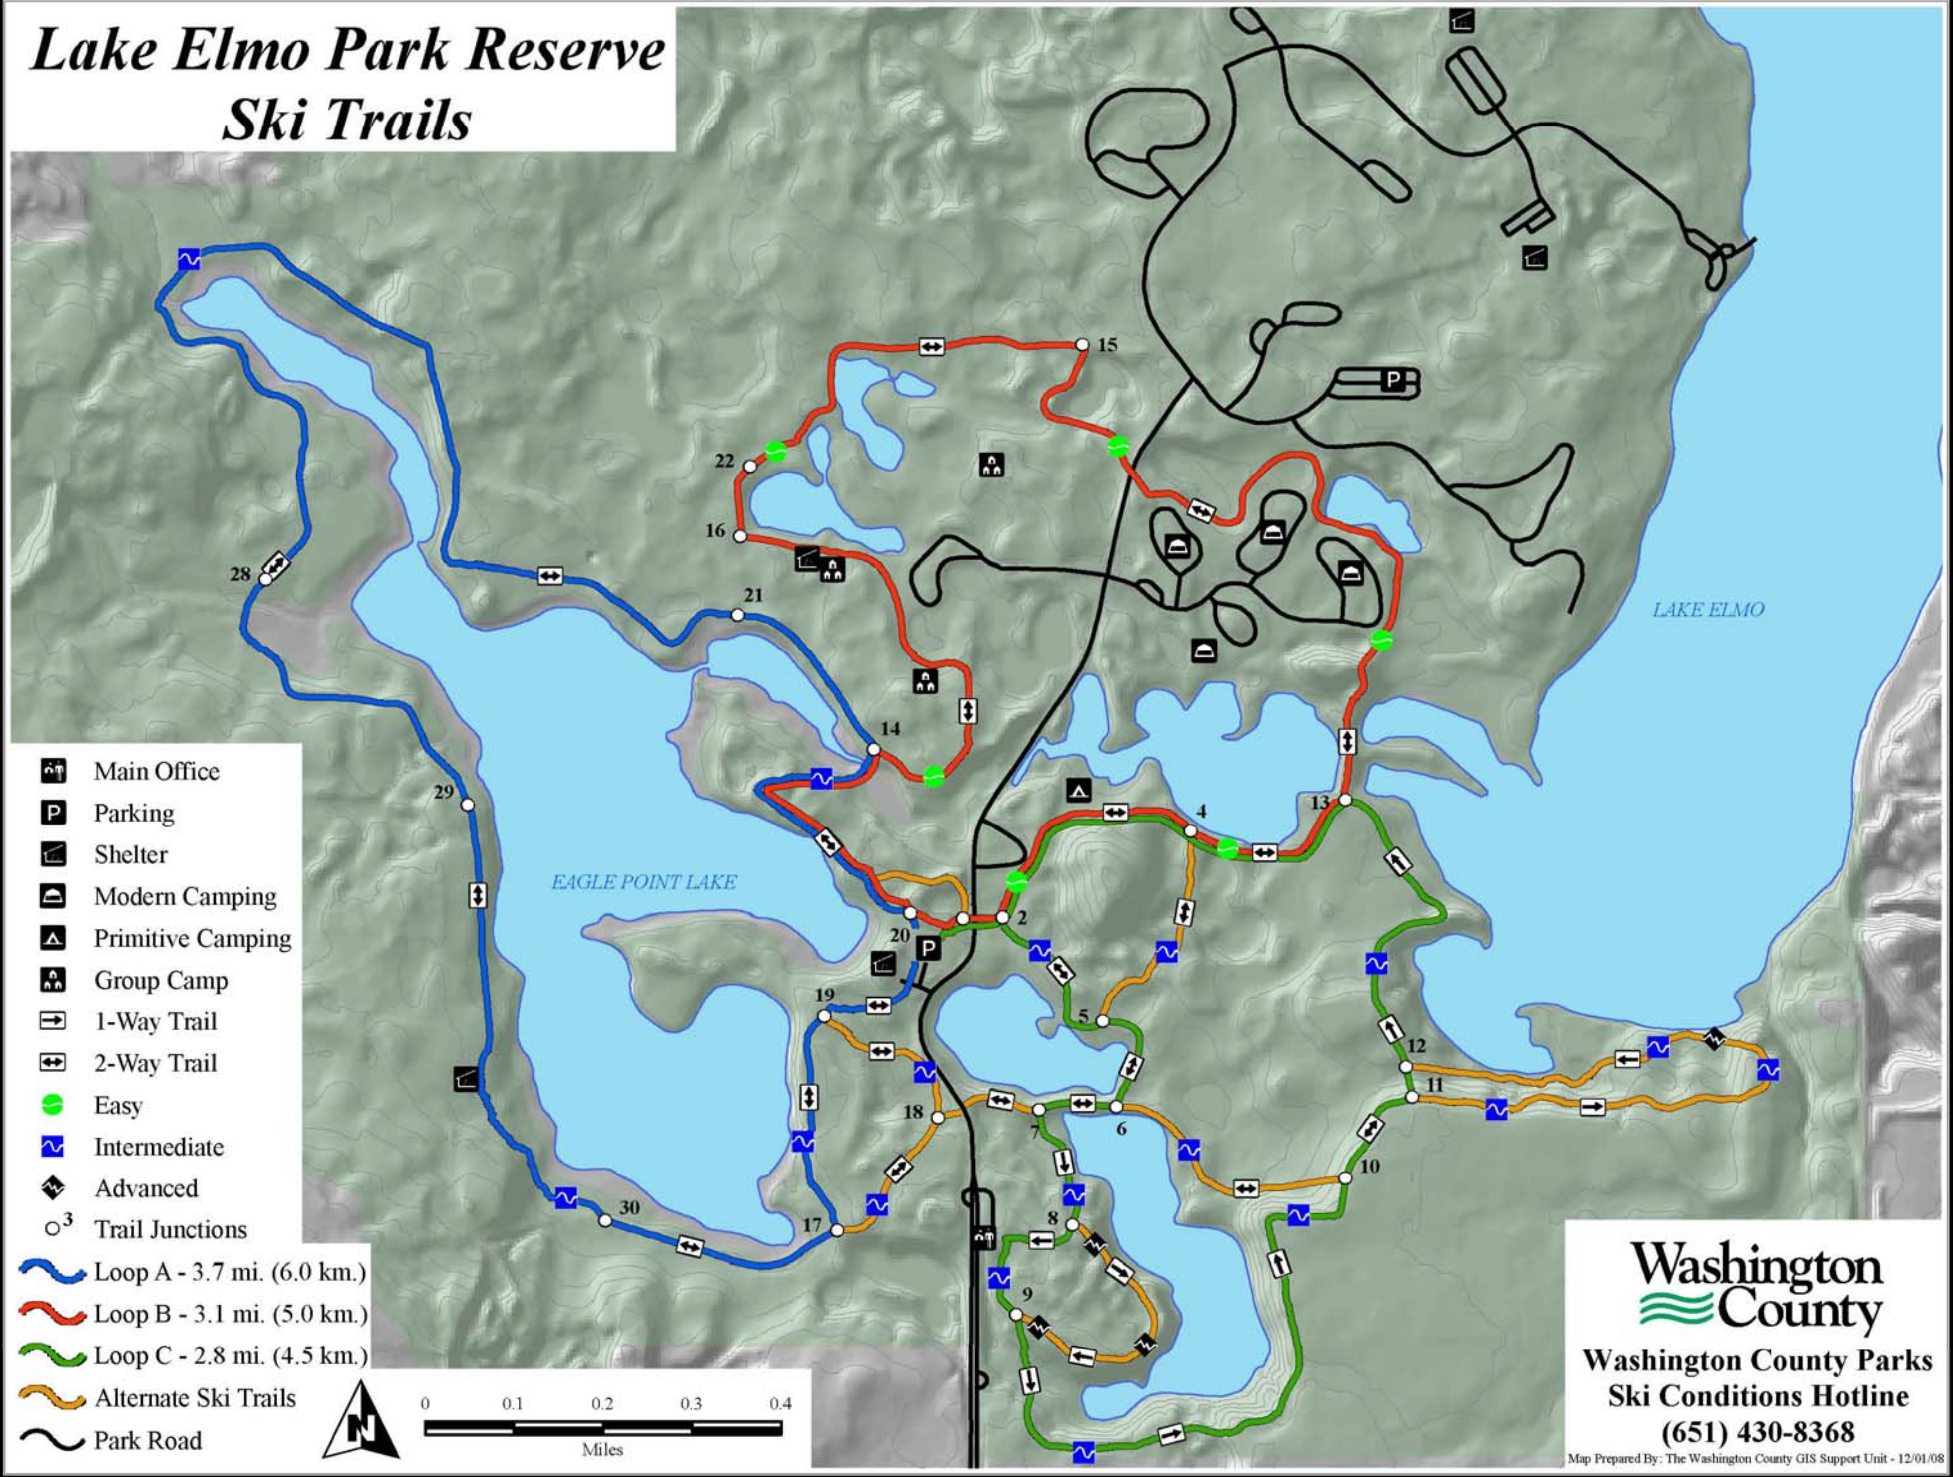 Lake Elmo Park Reserve
Ski Trails
15
22
16
28
21
LAKE ELMO
14
29
13
4
EAGLE POINT LAKE
2
20
P
P
19
5
12
11
18
7
6
10
30
17
8
9
Main Office
P Parking
Shelter
Modern Camping
Primitive Camping
Group Camp
1-Way Trail
2-Way Trail
Easy
Intermediate
Advanced
3 Trail Junctions
Loop A - 3.7 mi. (6.0 km.)
Loop B - 3.1 mi. (5.0 km.)
Loop C - 2.8 mi. (4.5 km.)
Alternate Ski Trails
Park Road
N
0 0.1 0.2 0.3 0.4
Miles
Washington
County
Washington County Parks
Ski Conditions Hotline
(651) 430-8368
Map Prepared By: The Washington County GIS Support Unit - 12/01/08